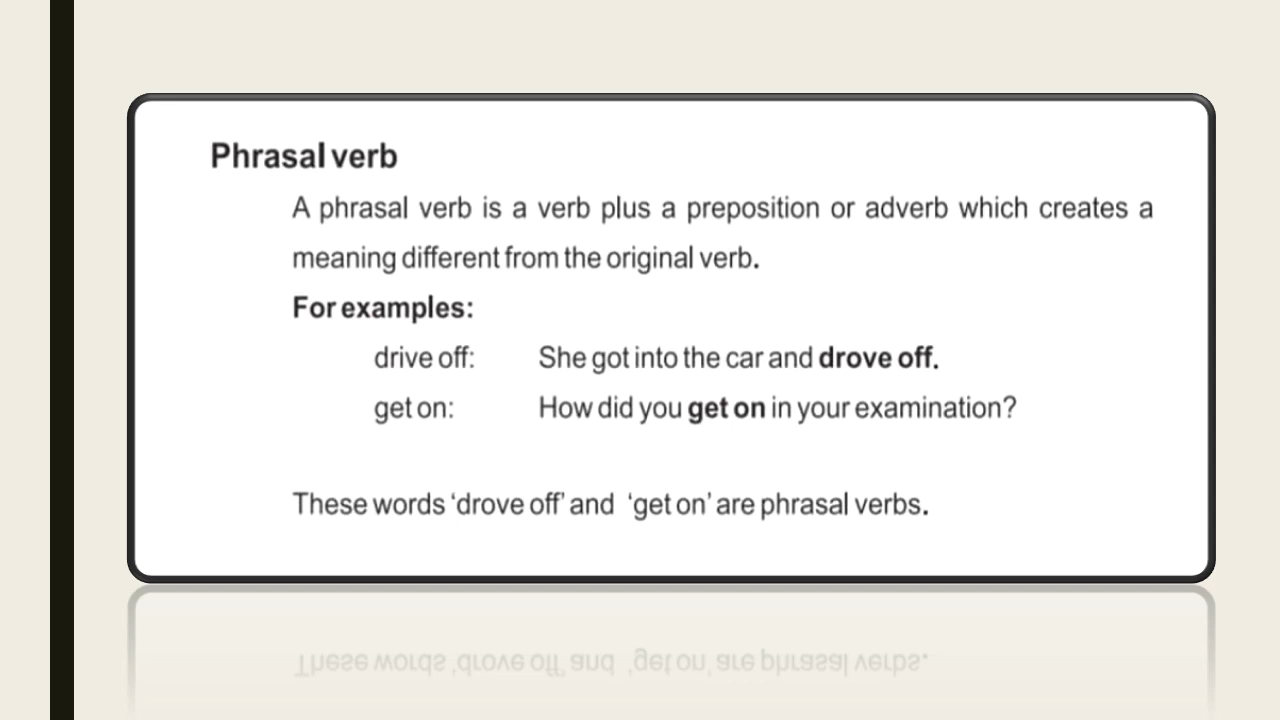 Phrasal verb
A phrasal verb is a verb plus a preposition or adverb which creates a
meaning different from the original verb.
For examples:
drive off: She got into the car and drove off.
get on: How did you get on in your examination?
These words ‘drove off’ and ‘get on’ are phrasal verbs.